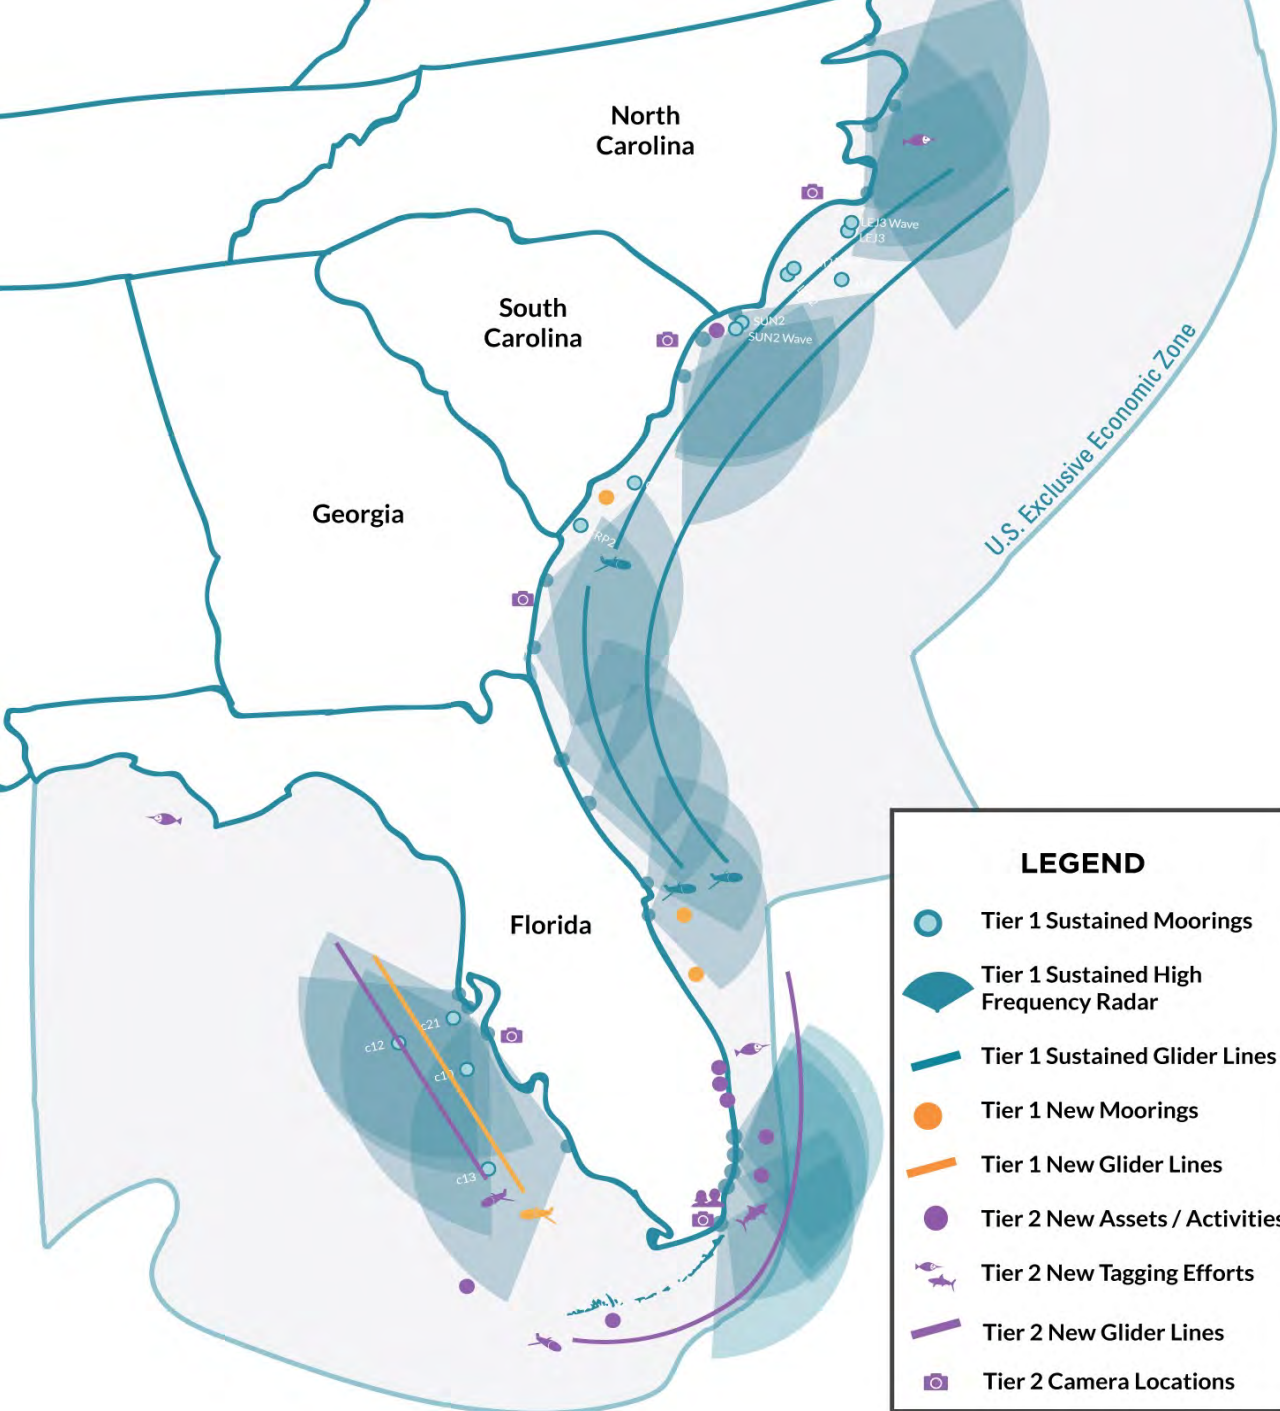 North
Carolina
LEJ3 Wave
LEJ3
South
Carolina
SUN2
SUN2 Wave
U.S. Exclusive Economic Zone
Georgia
RP2
Florida
c21
c12
c13
LEGEND
Tier 1 Sustained Moorings
Tier 1 Sustained High
Frequency Radar
Tier 1 Sustained Glider Lines
Tier 1 New Moorings
Tier 1 New Glider Lines
Tier 2 New Assets / Activities
Tier 2 New Tagging Efforts
Tier 2 New Glider Lines
Tier 2 Camera Locations